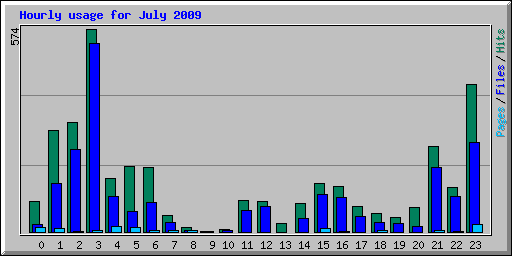 Hourly usage for July 2009
574
Pages / Files / Hits
0 1 2 3 4 5 6 7 8 9 10 11 12 13 14 15 16 17 18 19 20 21 22 23